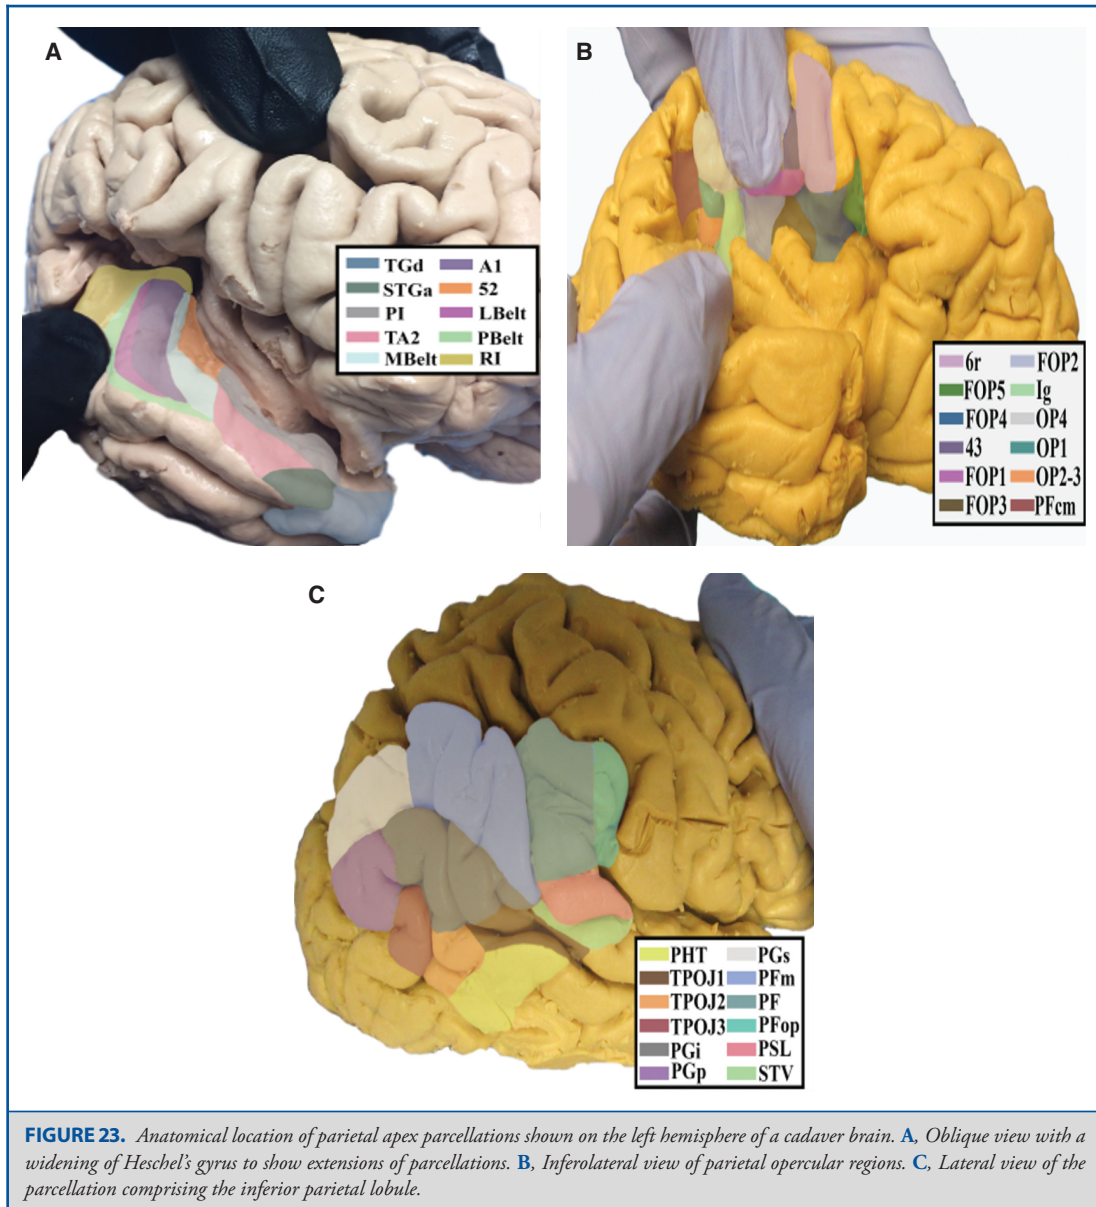 A
TGd A1
STGa 52
PI LBelt
TA2 PBelt
MBelt RI
B
6r FOP2
FOP5 Ig
FOP4 OP4
43 OP1
FOP1 OP2-3
FOP3 PFcm
C
PHT PGs
TPOJ1 PFm
TPOJ2 PF
TPOJ3 PFop
PGi PSL
PGp STV
FIGURE 23. Anatomical location of parietal apex parcellations shown on the left hemisphere of a cadaver brain. A, Oblique view with a
widening of Heschel's gyrus to show extensions of parcellations. B, Inferolateral view of parietal opercular regions. C, Lateral view of the
parcellation comprising the inferior parietal lobule.